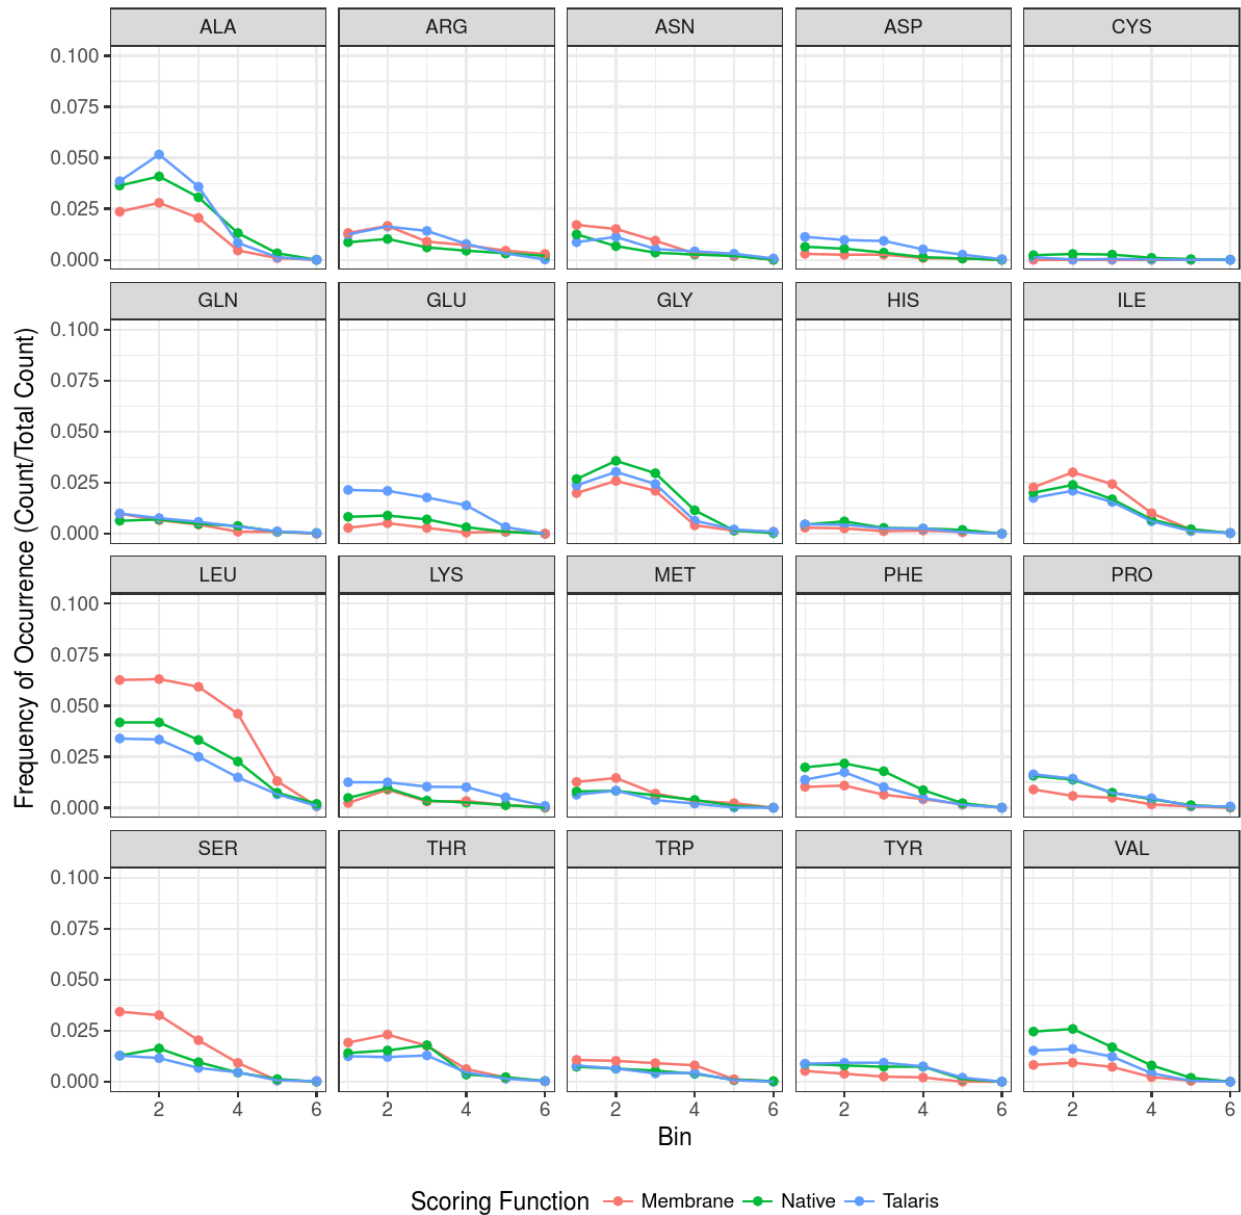 ALA ARG ASN ASP CYS
0.100
0.075
0.050
0.025
0.000
GLN GLU GLY HIS ILE
0.100
0.075
0.050
0.025
0.000
LEU LYS MET PHE PRO
0.100
0.075
0.050
0.025
0.000
SER THR TRP TYR VAL
0.100
0.075
0.050
0.025
0.000
2 4 6 2 4 6 2 4 6 2 4 6 2 4 6
Frequency of Occurrence (Count/Total Count)
Bin
Scoring Function Membrane Native Talaris